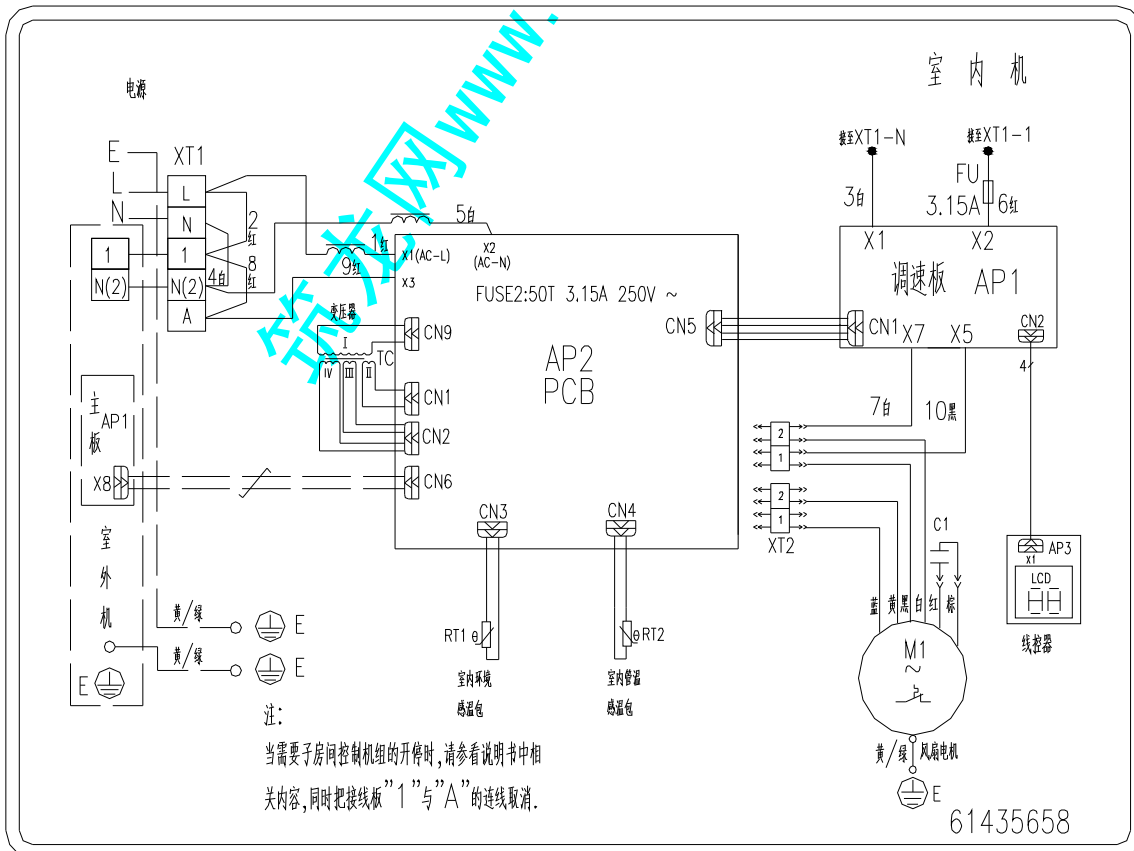 筑龙网www.
室内机
电源
接至XT1-N
接至XT1-1
E
L
N
XT1
L
N
1
N(2)
A
1
N(2)
2红
8红
4白
5白
1红
9红
X1(AC-L)
X2
(AC-N)
X3
FUSE2:50T 3.15A 250V ~
3白
FU
3.15A
6红
X1
X2
调速板 AP1
CN2
CN1
X7
X5
CN5
变压器
I
TC
IV
III
II
CN9
CN1
CN2
CN6
AP2
PCB
4
7白
10黑
主板
AP1
X8
2
1
2
1
XT2
CN3
CN4
C1
AP3
X1
LCD
线控器
室外机
黄/绿
E
黄/绿
E
E
RT1 θ
θ RT2
室内环境
感温包
室内管温
感温包
蓝
黄
黑
白
红
棕
M1
~
黄/绿
风扇电机
E
注:
当需要子房间控制机组的开停时,请参看说明书中相
关内容,同时把接线板"1"与"A"的连线取消.
61435658